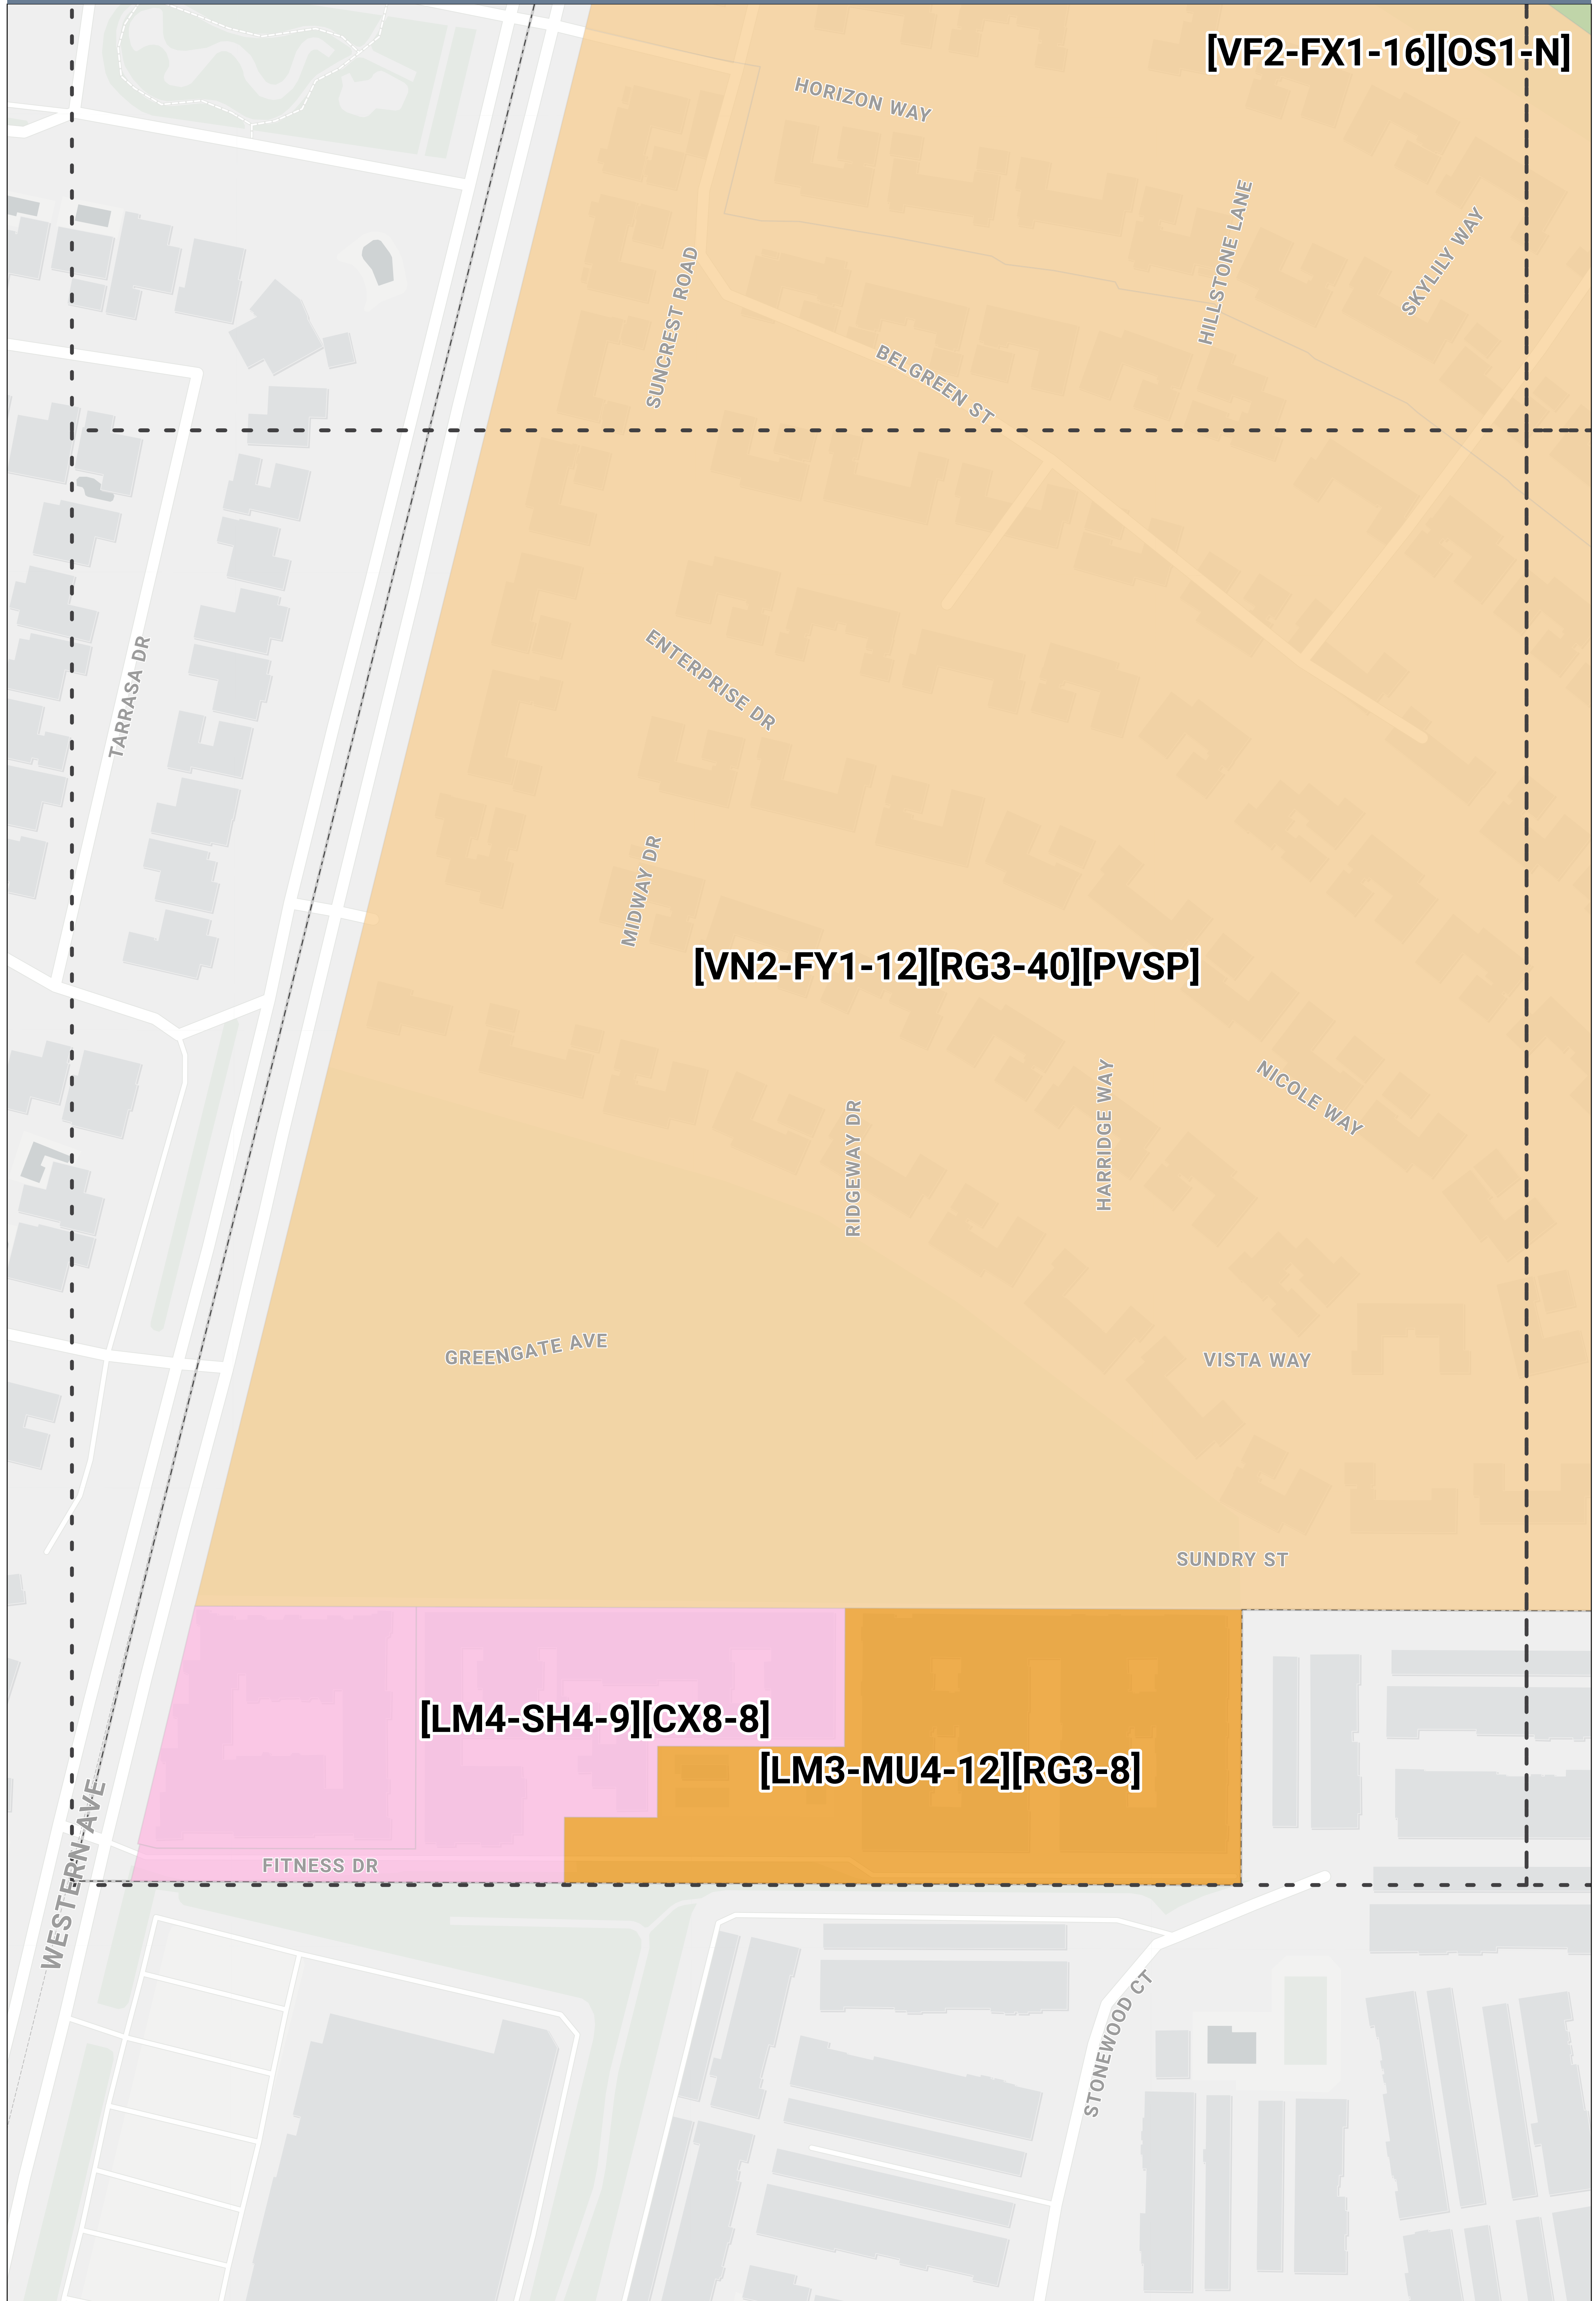 [VF2-FX1-16][OS1-N]
HORIZON WAY
HILLSTONE LANE
SKYLILY WAY
SUNCREST ROAD
BELGREEN ST
ENTERPRISE DR
TARRASA DR
MIDWAY DR
[VN2-FY1-12][RG3-40][PVSP]
NICOLE WAY
HARRIDGE WAY
RIDGEWAY DR
GREENGATE AVE
VISTA WAY
SUNDRY ST
[LM4-SH4-9][CX8-8]
[LM3-MU4-12][RG3-8]
FITNESS DR
WESTERN AVE
STONEWOOD CT